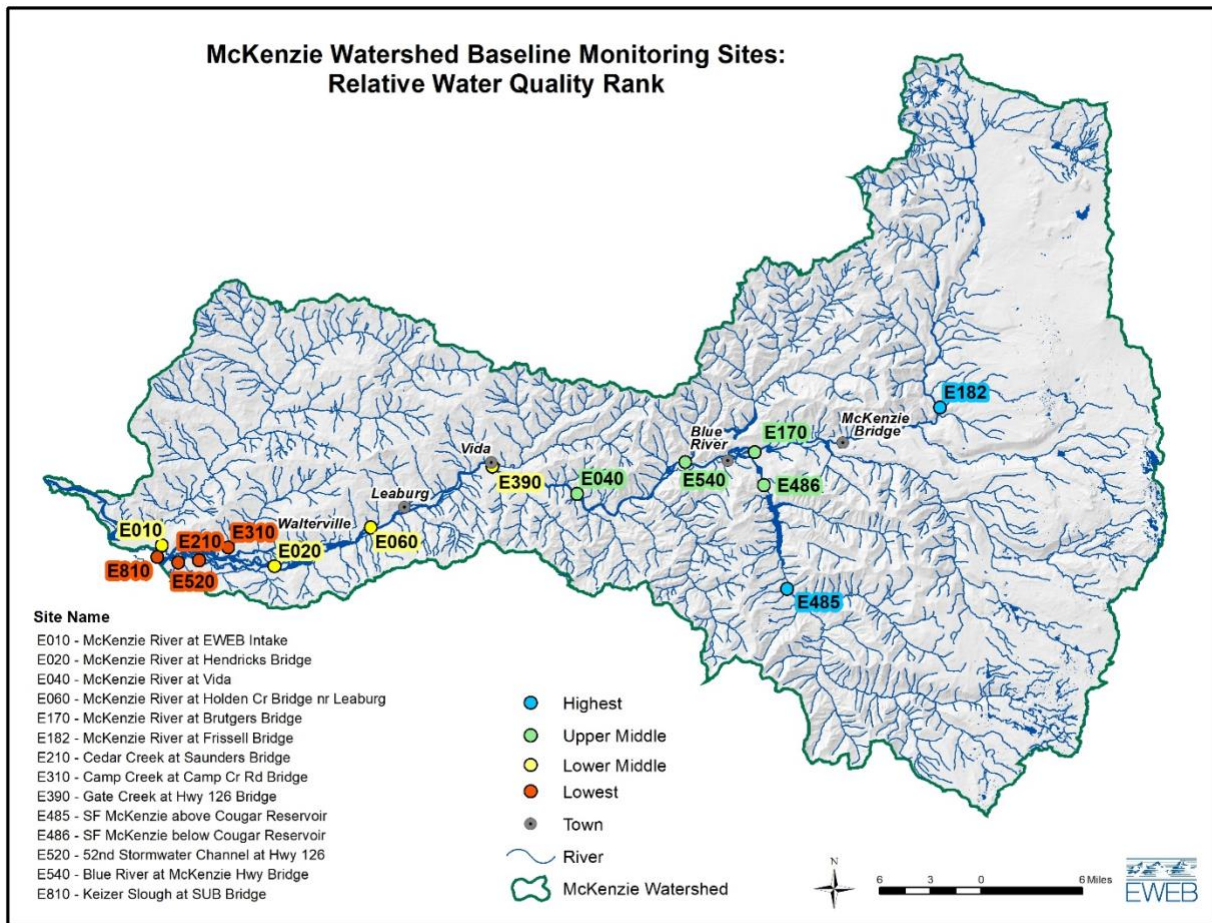 McKenzie Watershed Baseline Monitoring Sites:
Relative Water Quality Rank
E182
McKenzie
Bridge
Blue
River
E170
Vida
E390
E040
E540
E486
Leaburg
E010
E210
E310
Walterville
E020
E060
E810
E520
E485
Site Name
E010 - McKenzie River at EWEB Intake
E020 - McKenzie River at Hendricks Bridge
E040 - McKenzie River at Vida
E060 - McKenzie River at Holden Cr Bridge nr Leaburg
E170 - McKenzie River at Brutgers Bridge
E182 - McKenzie River at Frissell Bridge
E210 - Cedar Creek at Saunders Bridge
E310 - Camp Creek at Camp Cr Rd Bridge
E390 - Gate Creek at Hwy 126 Bridge
E485 - SF McKenzie above Cougar Reservoir
E486 - SF McKenzie below Cougar Reservoir
E520 - 52nd Stormwater Channel at Hwy 126
E540 - Blue River at McKenzie Hwy Bridge
E810 - Keizer Slough at SUB Bridge
Highest
Upper Middle
Lower Middle
Lowest
Town
River
McKenzie Watershed
N
6 3 0 6 Miles
EWEB